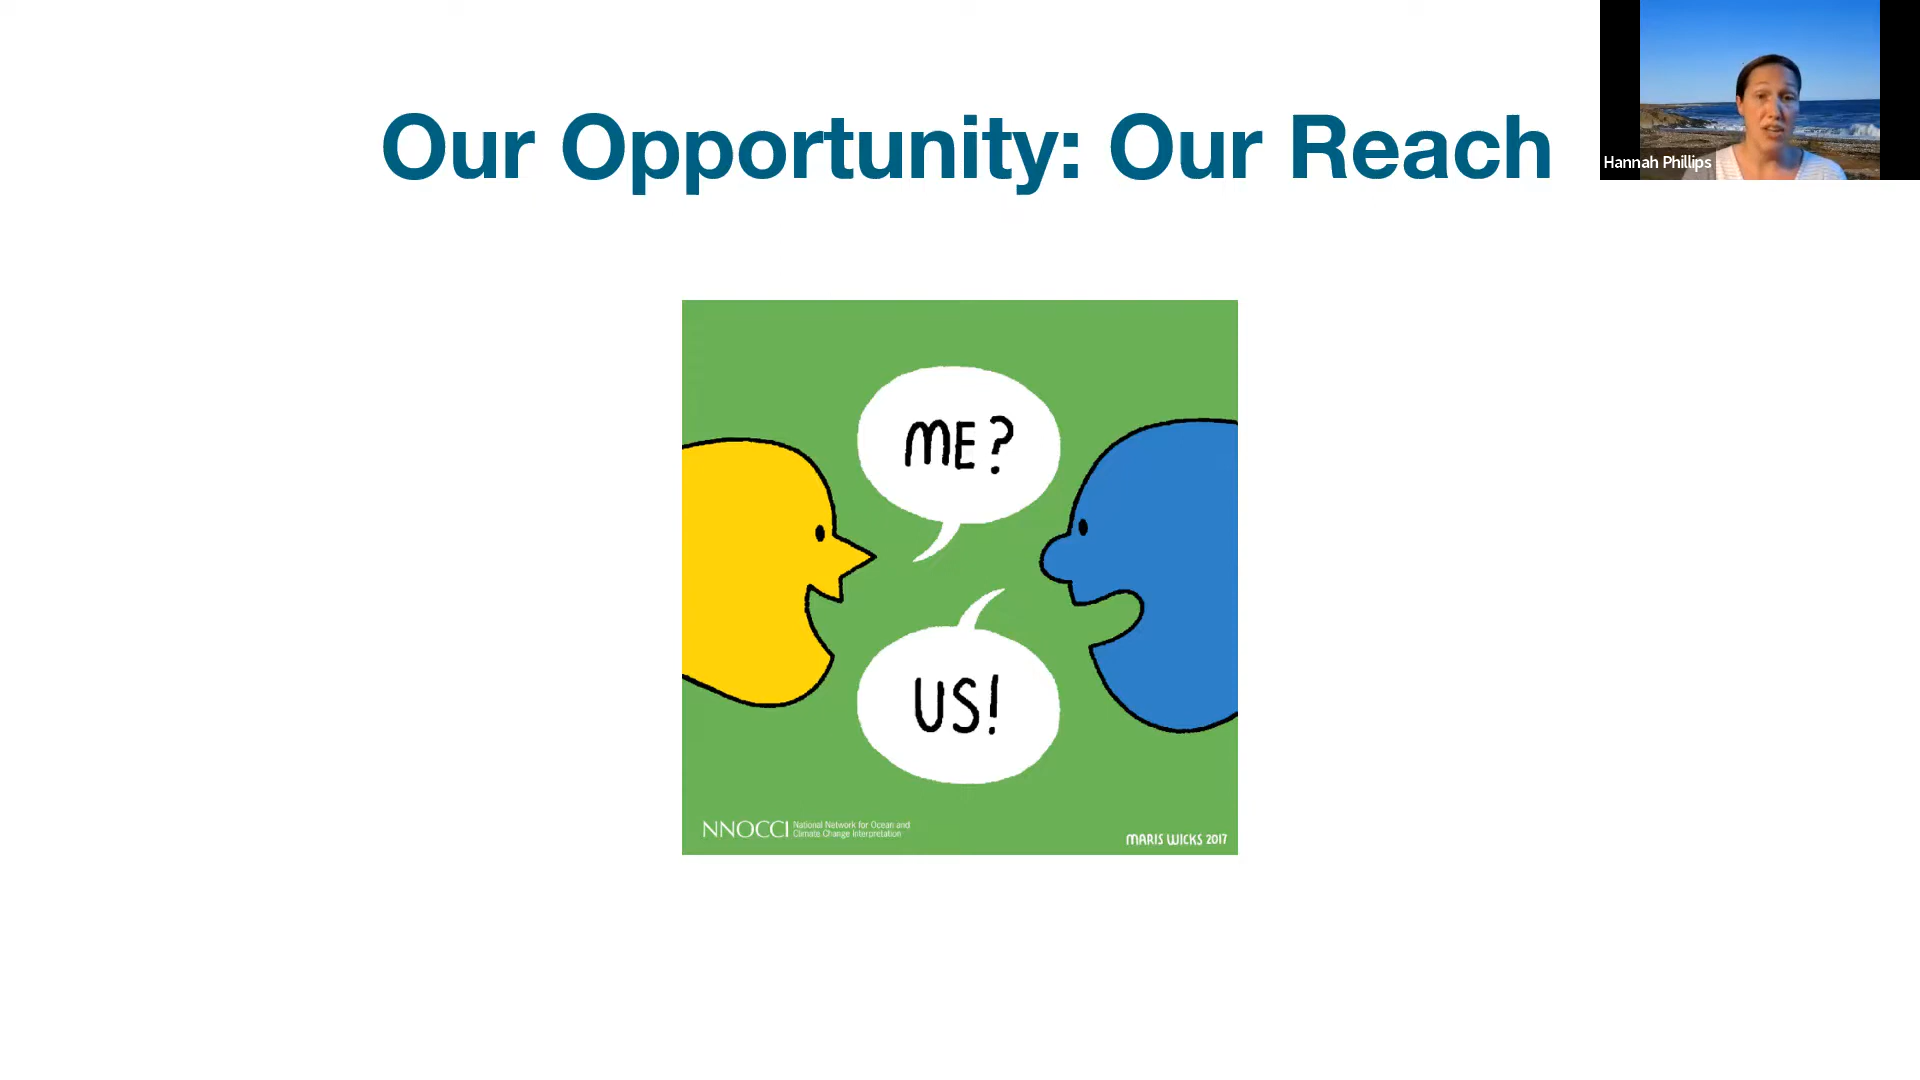 Our Opportunity: Our Reach
Hannah Phillips
ME?
US!
NNOCCI National Network for Ocean and
Climate Change Interpretation
MARIS WICKS 2017